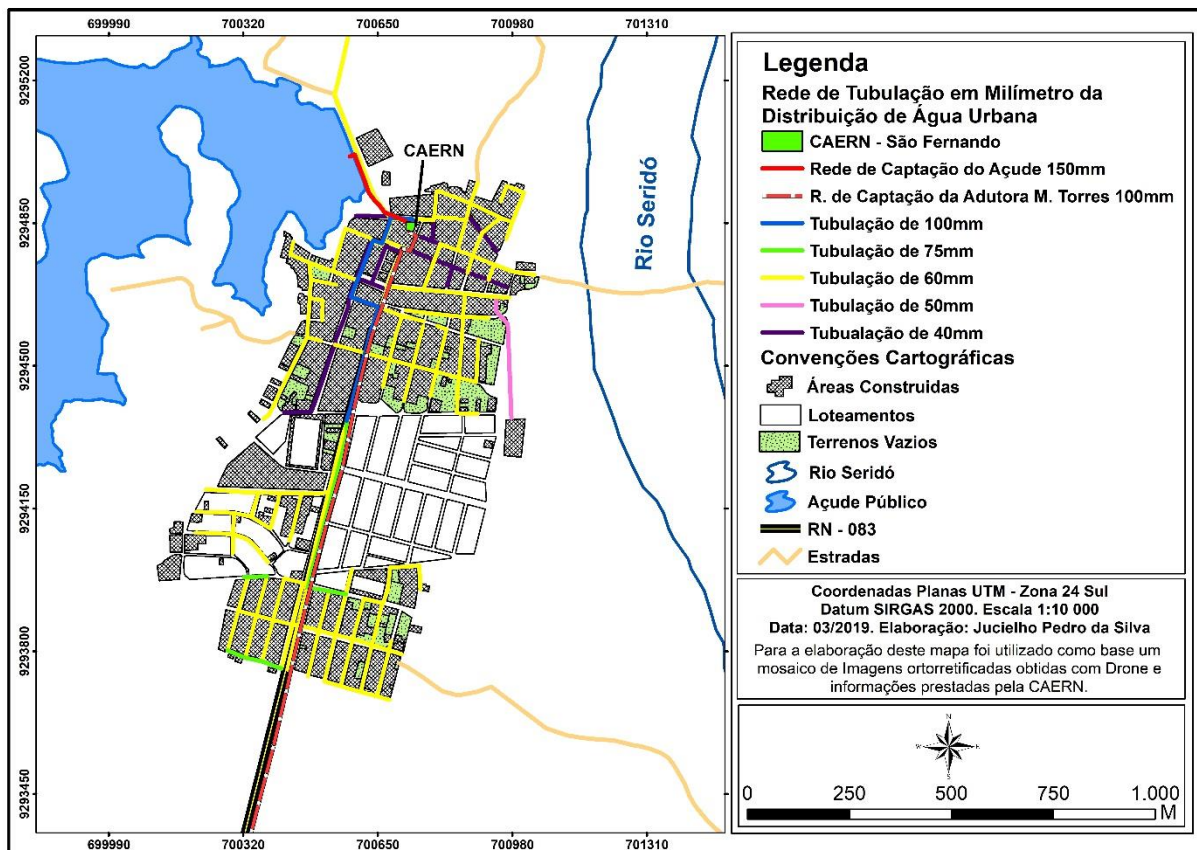 699990 700320 700650 700980 701310
9295200
9294850
9294500
9294150
9293800
9293450
CAERN
Rio Seridó
699990 700320 700650 700980 701310
Legenda
Rede de Tubulação em Milímetro da
Distribuição de Água Urbana
CAERN - São Fernando
Rede de Captação do Açude 150mm
R. de Captação da Adutora M. Torres 100mm
Tubulação de 100mm
Tubulação de 75mm
Tubulação de 60mm
Tubulação de 50mm
Tubualação de 40mm
Convenções Cartográficas
Áreas Construidas
Loteamentos
Terrenos Vazios
Rio Seridó
Açude Público
RN - 083
Estradas
Coordenadas Planas UTM - Zona 24 Sul
Datum SIRGAS 2000. Escala 1:10 000
Data: 03/2019. Elaboração: Jucielho Pedro da Silva
Para a elaboração deste mapa foi utilizado como base um
mosaico de Imagens ortorretificadas obtidas com Drone e
informações prestadas pela CAERN.
N
W E
S
0 250 500 750 1.000
M